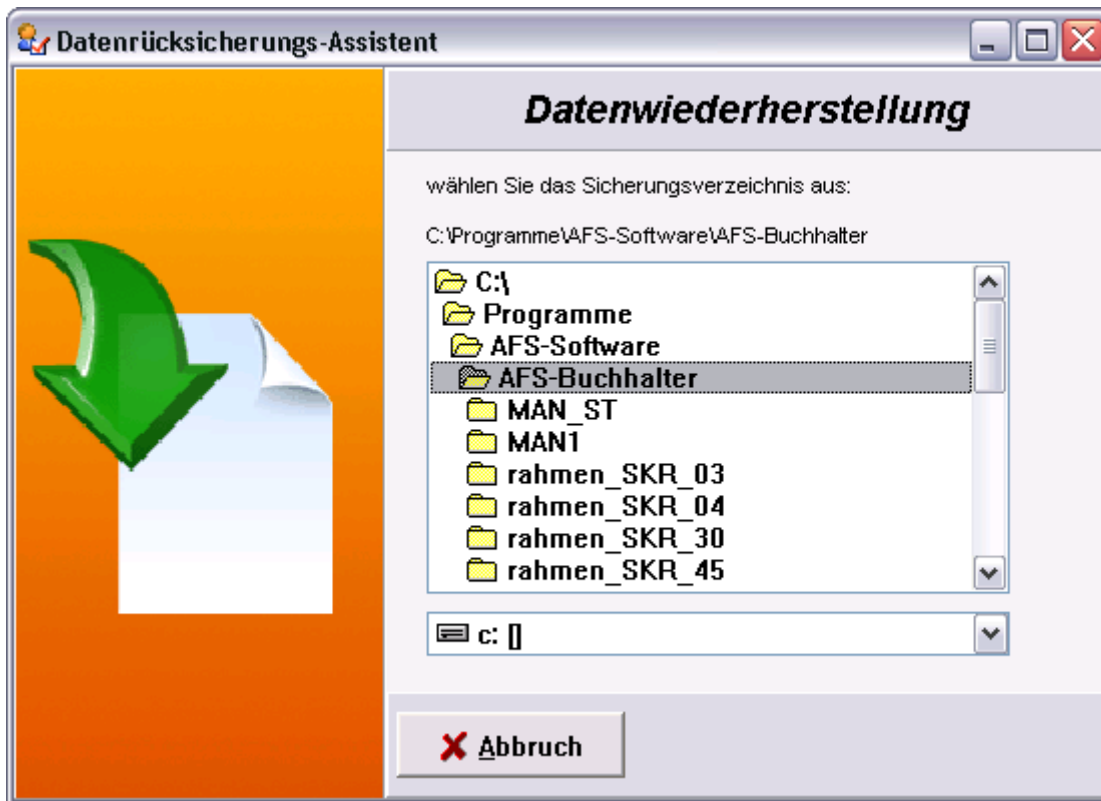 Datenrücksicherungs-Assistent
Datenwiederherstellung
wählen Sie das Sicherungsverzeichnis aus:
C:\Programme\AFS-Software\AFS-Buchhalter
C:\
Programme
AFS-Software
AFS-Buchhalter
MAN_ST
MAN1
rahmen_SKR_03
rahmen_SKR_04
rahmen_SKR_30
rahmen_SKR_45
c: []
Abbruch